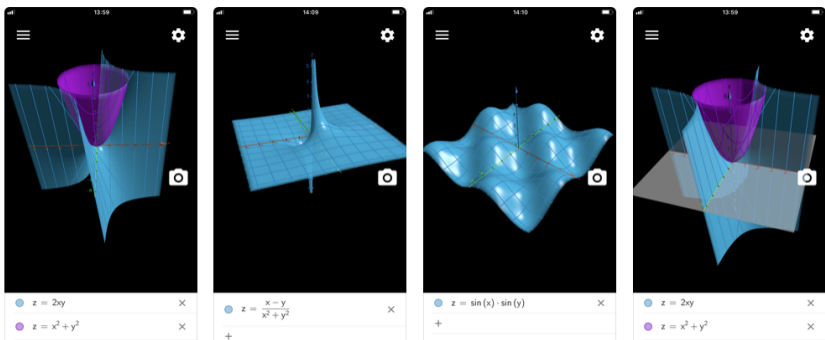 13:59
z = 2xy
z = x² + y²
14:09
z = (x − y)/(x² + y²)
14:10
z = sin (x) · sin (y)
13:59
z = 2xy
z = x² + y²